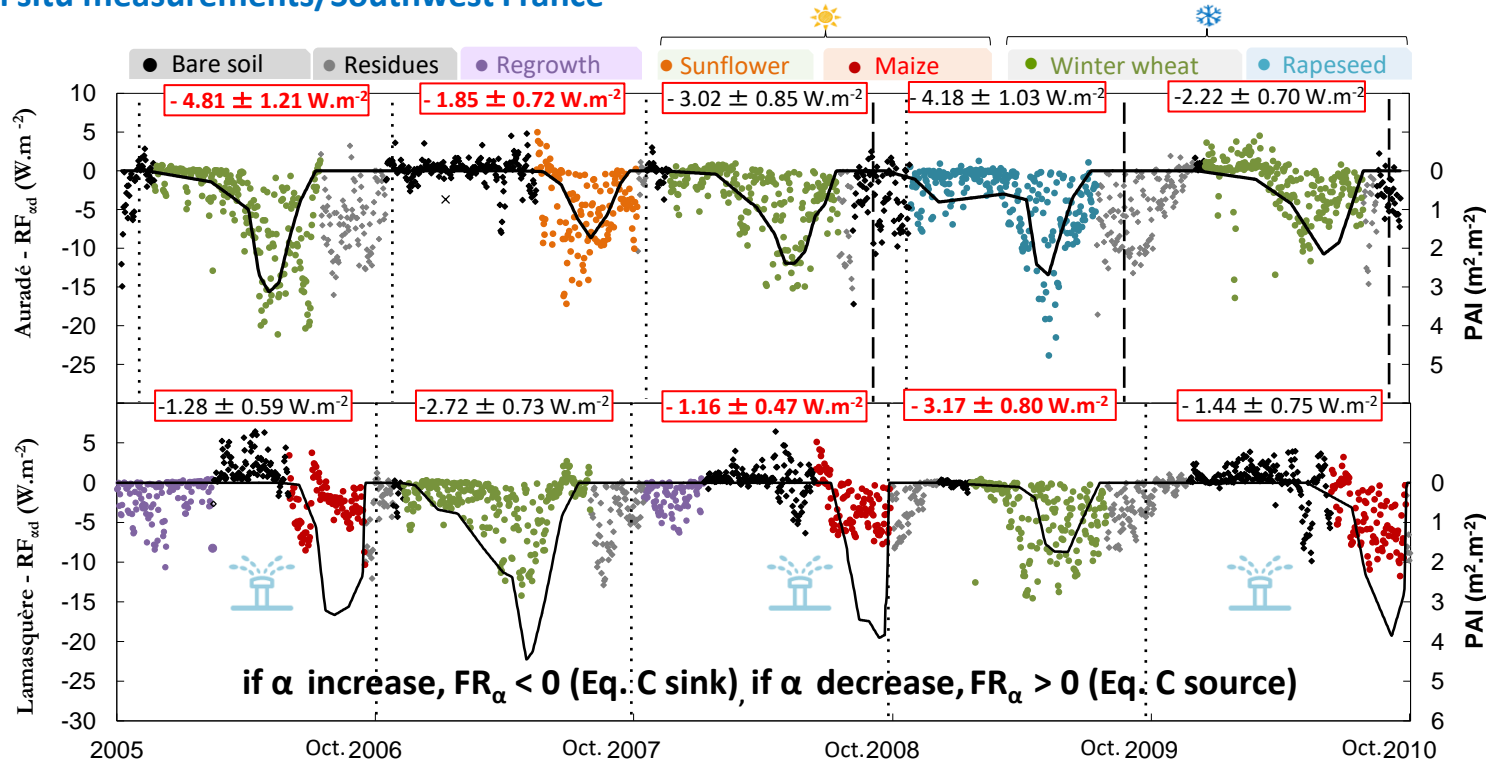 situ measurements/Southwest France
Bare soil Residues Regrowth Sunflower Maize Winter wheat Rapeseed
- 4.81 ± 1.21 W.m-2 - 1.85 ± 0.72 W.m-2 - 3.02 ± 0.85 W.m-2 - 4.18 ± 1.03 W.m-2 -2.22 ± 0.70 W.m-2
Auradé - RFαd (W.m-2)
10
5
0
-5
-10
-15
-20
-25
0
1
2
3
4
5
PAI (m2.m-2)
-1.28 ± 0.59 W.m-2 -2.72 ± 0.73 W.m-2 - 1.16 ± 0.47 W.m-2 - 3.17 ± 0.80 W.m-2 - 1.44 ± 0.75 W.m-2
Lamasquère - RFαd (W.m-2)
5
0
-5
-10
-15
-20
-25
-30
0
1
2
3
4
5
6
PAI (m2.m-2)
if α increase, FRα < 0 (Eq. C sink), if α decrease, FRα > 0 (Eq. C source)
2005 Oct.2006 Oct.2007 Oct.2008 Oct.2009 Oct.2010